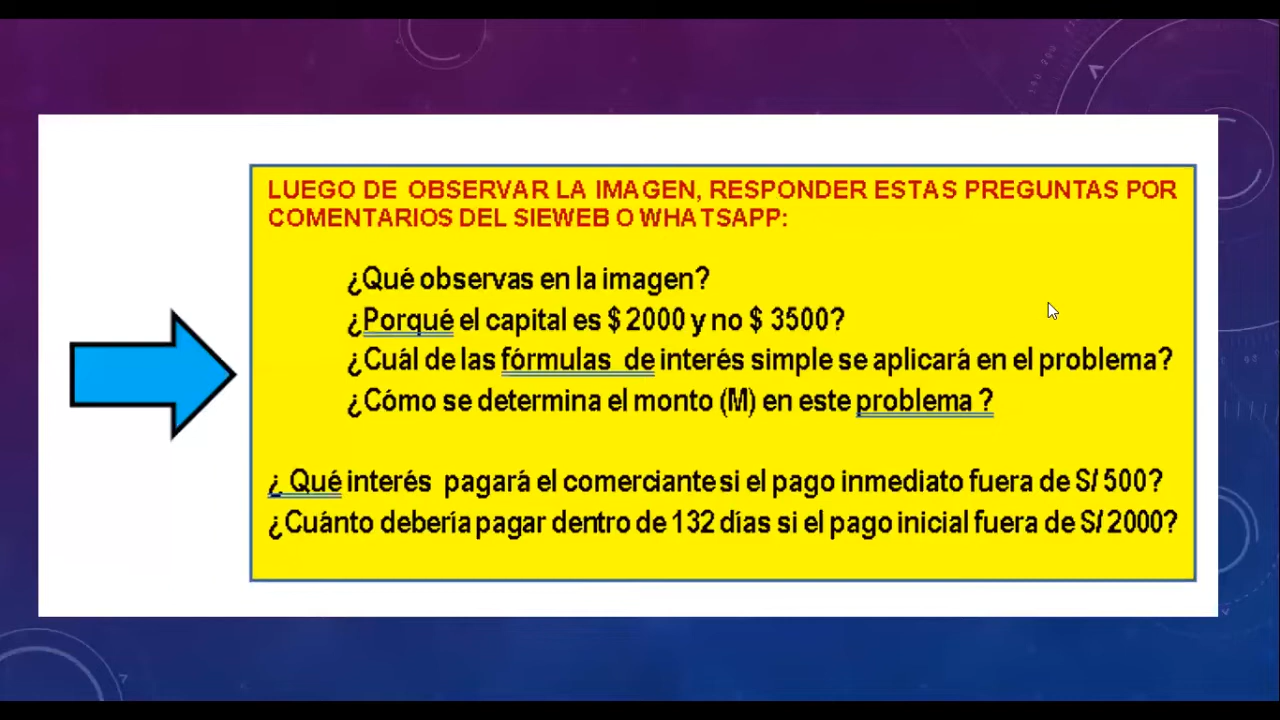 LUEGO DE OBSERVAR LA IMAGEN, RESPONDER ESTAS PREGUNTAS POR
COMENTARIOS DEL SIEWEB O WHATSAPP:
¿Qué observas en la imagen?
¿Porqué el capital es $ 2000 y no $ 3500?
¿Cuál de las fórmulas de interés simple se aplicará en el problema?
¿Cómo se determina el monto (M) en este problema ?
¿ Qué interés pagará el comerciante si el pago inmediato fuera de S/ 500?
¿Cuánto debería pagar dentro de 132 días si el pago inicial fuera de S/ 2000?